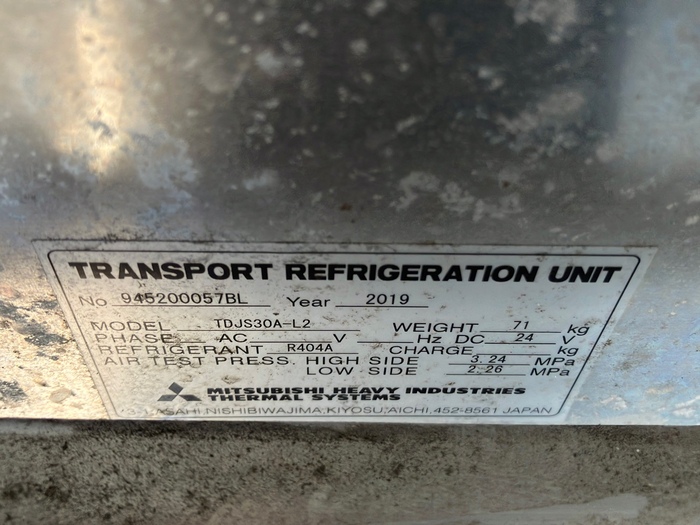 TRANSPORT REFRIGERATION UNIT
No. 945200057BL Year 2019
MODEL TDJS30A-L2 WEIGHT 71 kg
PHASE AC V Hz DC 24 V
REFRIGERANT R404A CHARGE kg
AIR TEST PRESS. HIGH SIDE 3.24 MPa
LOW SIDE 2.26 MPa
MITSUBISHI HEAVY INDUSTRIES
THERMAL SYSTEMS
ASAHI,NISHIBIWAJIMA,KIYOSU,AICHI,452-8561 JAPAN